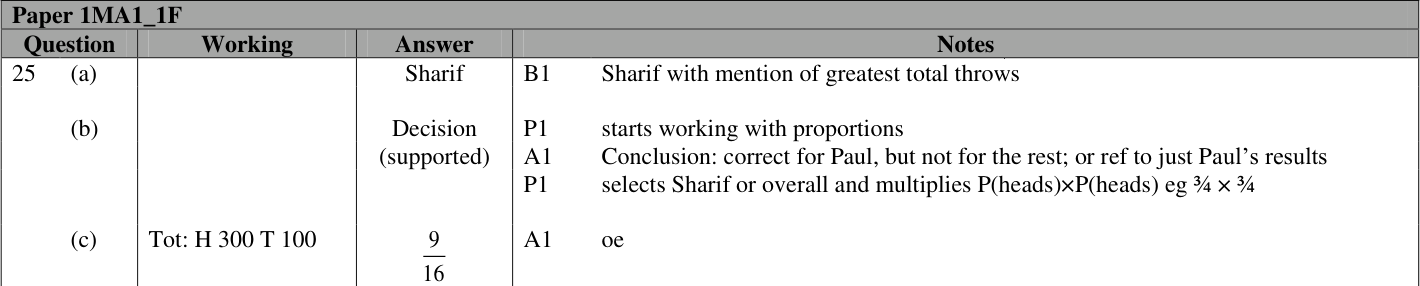 Paper 1MA1_1F
Question Working Answer Notes
25 (a) Sharif B1 Sharif with mention of greatest total throws
(b) Decision P1 starts working with proportions
(supported) A1 Conclusion: correct for Paul, but not for the rest; or ref to just Paul's results
P1 selects Sharif or overall and multiplies P(heads)×P(heads) eg ¾ × ¾
(c) Tot: H 300 T 100 9 A1 oe
16